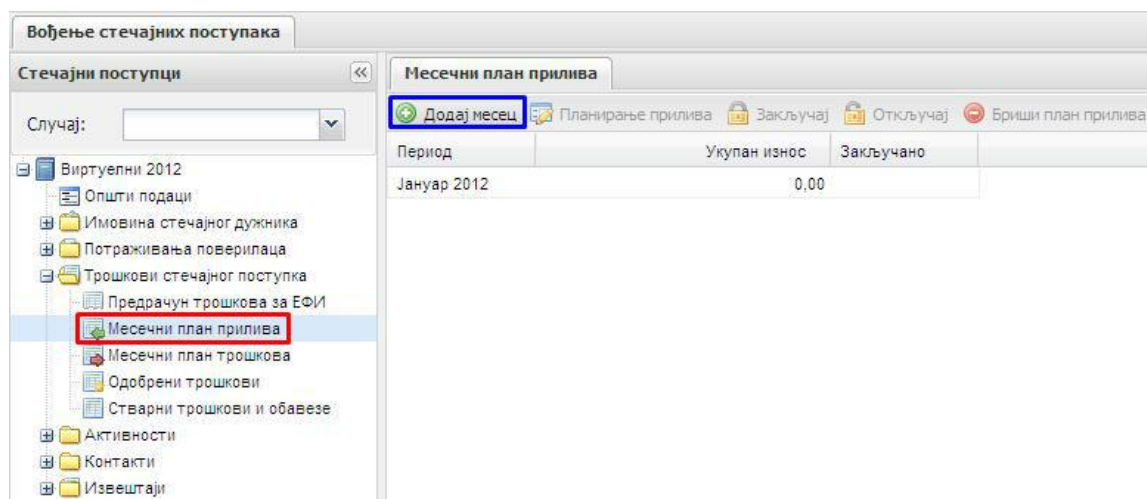 Вођење стечајних поступака
Стечајни поступци
Случај:
Виртуелни 2012
Општи подаци
Имовина стечајног дужника
Потраживања поверилаца
Трошкови стечајног поступка
Предрачун трошкова за ЕФИ
Месечни план прилива
Месечни план трошкова
Одобрени трошкови
Стварни трошкови и обавезе
Активности
Контакти
Извештаји
Месечни план прилива
Додај месец Планирање прилива Закључај Откључај Бриши план прилива
Период Укупан износ Закључано
Јануар 2012 0,00